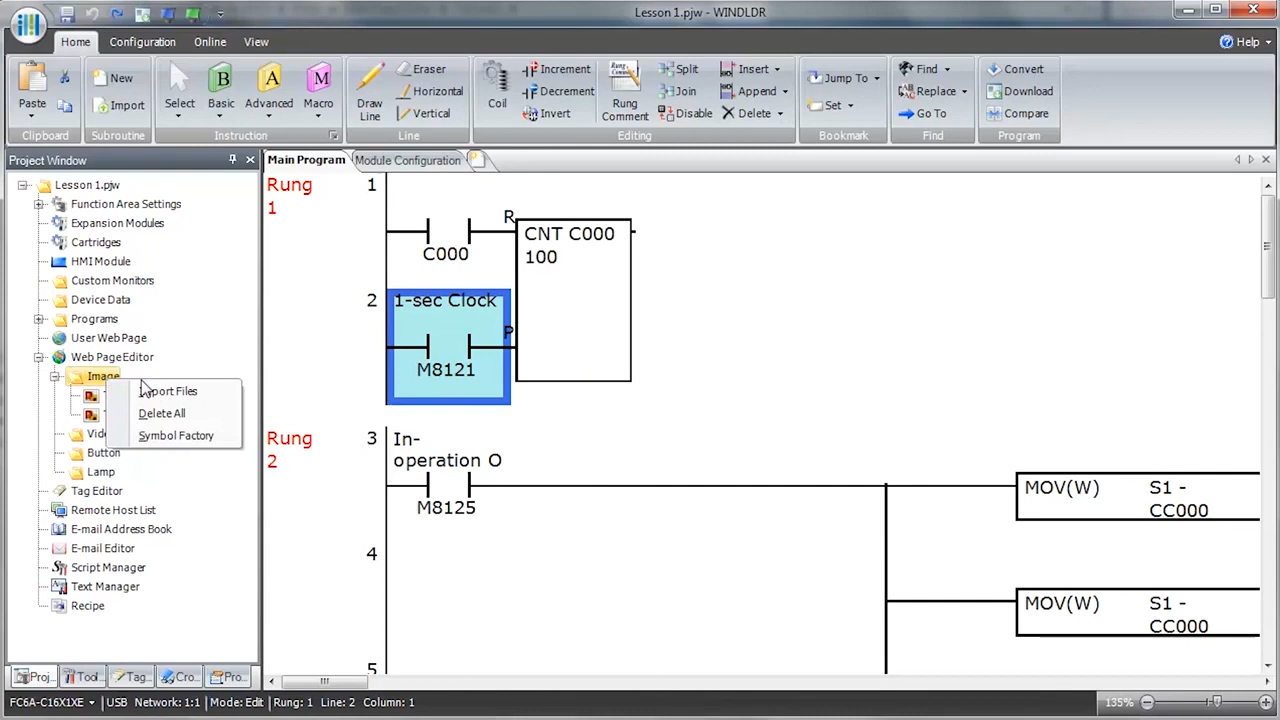 Lesson 1.pjw - WINDLDR
Home Configuration Online View Help
Paste
Clipboard
New
Import
Subroutine
Select Basic Advanced Macro
B A M
Instruction
Draw Line
Eraser
Horizontal
Vertical
Line
Coil
Increment
Decrement
Invert
Rung Comment
Split
Join
Disable
Insert
Append
Delete
Editing
Jump To
Set
Bookmark
Find
Replace
Go To
Find
Convert
Download
Compare
Program
Project Window
Lesson 1.pjw
Function Area Settings
Expansion Modules
Cartridges
HMI Module
Custom Monitors
Device Data
Programs
User Web Page
Web Page Editor
Image
Import Files
Delete All
Symbol Factory
Button
Lamp
Tag Editor
Remote Host List
E-mail Address Book
E-mail Editor
Script Manager
Text Manager
Recipe
Proj... Tool... Tag... Cro... Pro...
Main Program Module Configuration
Rung 1
1
R
C000
CNT C000
100
2
1-sec Clock
P
M8121
Rung 2
3
In-
operation O
M8125
MOV(W) S1 -
CC000
4
MOV(W) S1 -
CC000
5
FC6A-C16X1XE USB Network: 1:1 Mode: Edit Rung: 1 Line: 2 Column: 1 135%